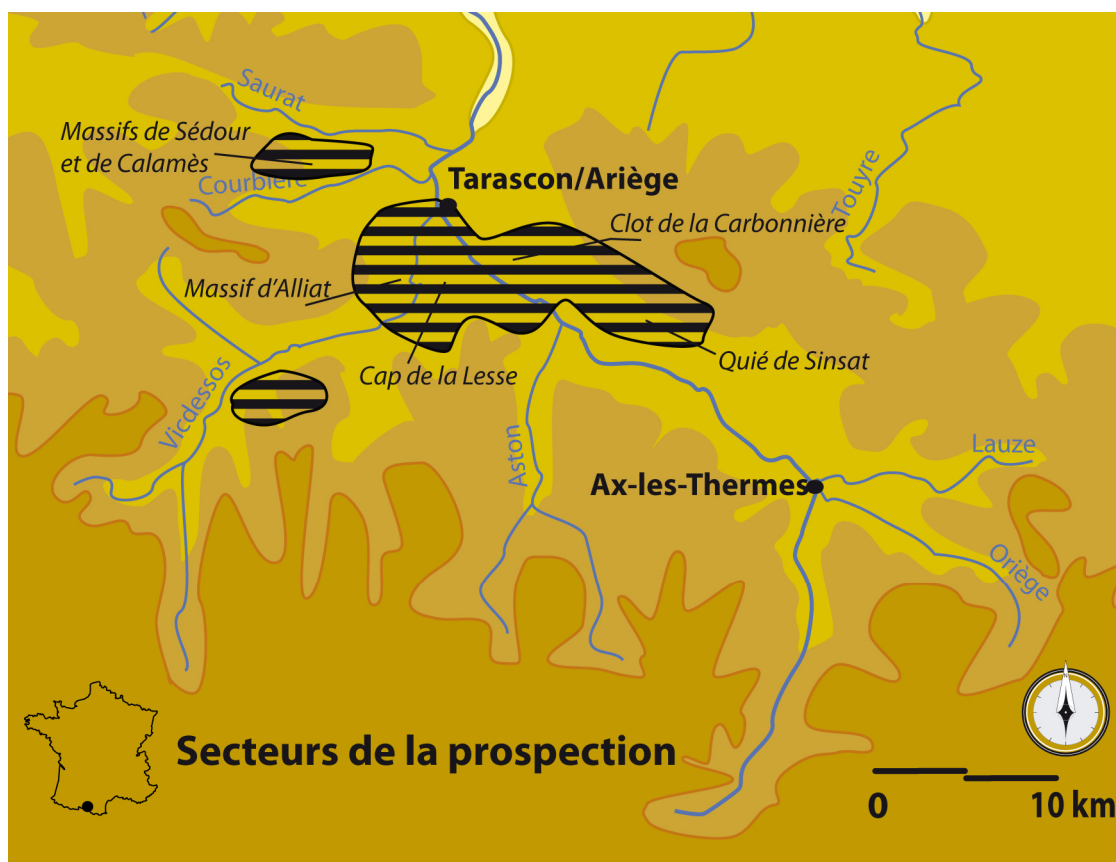 Saurat
Massifs de Sédour
et de Calamès
Courbière
Tarascon/Ariège
Touyre
Clot de la Carbonnière
Massif d'Alliat
Cap de la Lesse
Quié de Sinsat
Vicdessos
Aston
Lauze
Ax-les-Thermes
Oriège
N
Secteurs de la prospection
0 10 km